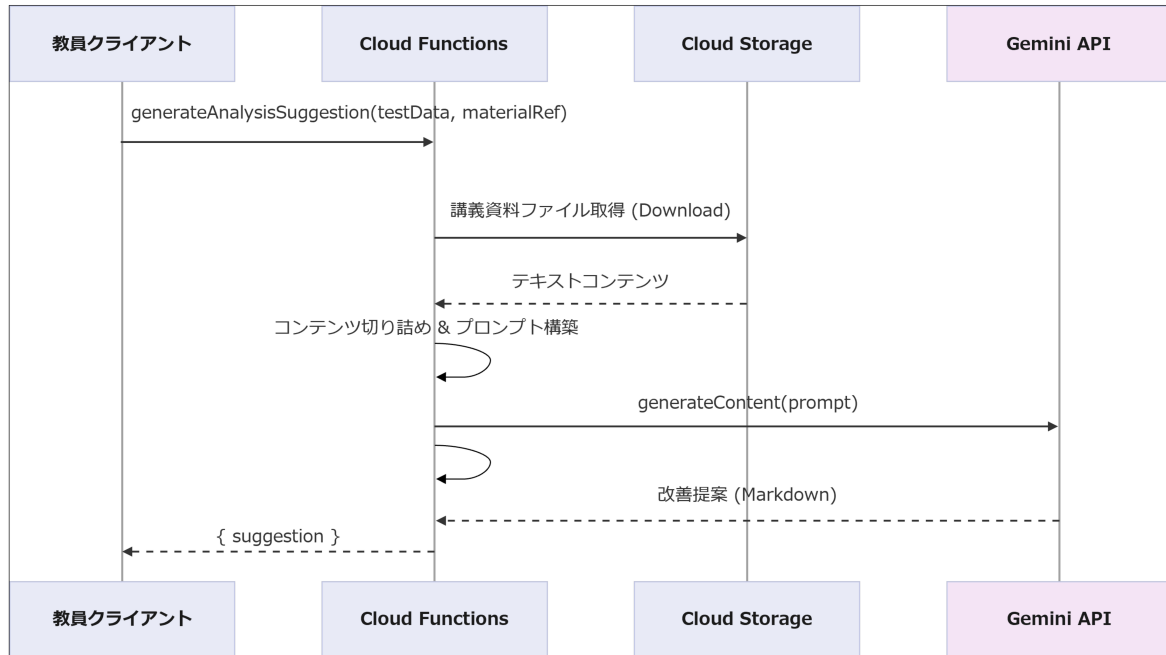 教員クライアント
Cloud Functions
Cloud Storage
Gemini API
generateAnalysisSuggestion(testData, materialRef)
講義資料ファイル取得 (Download)
テキストコンテンツ
コンテンツ切り詰め & プロンプト構築
generateContent(prompt)
改善提案 (Markdown)
{ suggestion }
教員クライアント
Cloud Functions
Cloud Storage
Gemini API